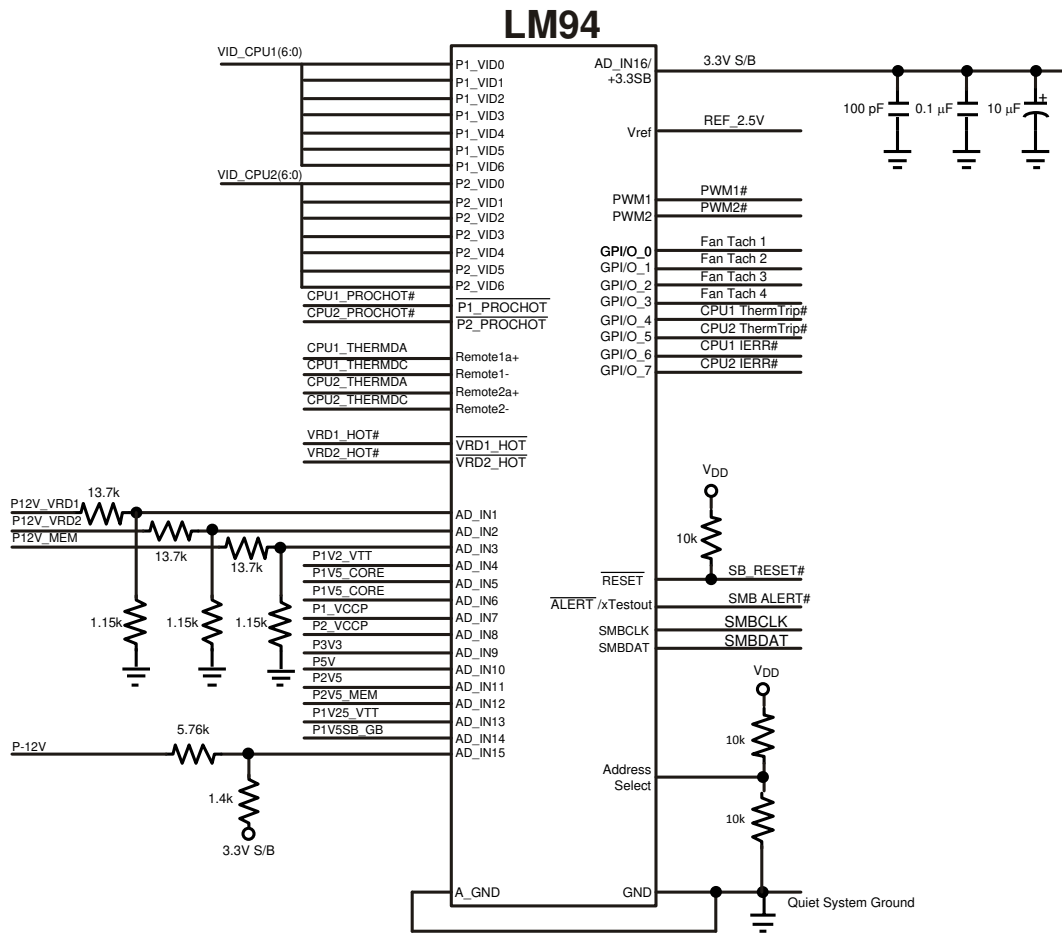 LM94
VID_CPU1(6:0)
P1_VID0
P1_VID1
P1_VID2
P1_VID3
P1_VID4
P1_VID5
P1_VID6
VID_CPU2(6:0)
P2_VID0
P2_VID1
P2_VID2
P2_VID3
P2_VID4
P2_VID5
P2_VID6
CPU1_PROCHOT#
P1_PROCHOT
CPU2_PROCHOT#
P2_PROCHOT
CPU1_THERMDA
Remote1a+
CPU1_THERMDC
Remote1-
CPU2_THERMDA
Remote2a+
CPU2_THERMDC
Remote2-
VRD1_HOT#
VRD1_HOT
VRD2_HOT#
VRD2_HOT
P12V_VRD1
13.7k
AD_IN1
P12V_VRD2
13.7k
AD_IN2
P12V_MEM
13.7k
AD_IN3
P1V2_VTT
AD_IN4
P1V5_CORE
AD_IN5
P1V5_CORE
AD_IN6
P1_VCCP
AD_IN7
P2_VCCP
AD_IN8
1.15k
1.15k
1.15k
P3V3
AD_IN9
P5V
AD_IN10
P2V5
AD_IN11
P2V5_MEM
AD_IN12
P1V25_VTT
AD_IN13
P1V5SB_GB
AD_IN14
P-12V
5.76k
AD_IN15
1.4k
3.3V S/B
A_GND
AD_IN16/
+3.3SB
3.3V S/B
100 pF
0.1 μF
10 μF
+
Vref
REF_2.5V
PWM1
PWM1#
PWM2
PWM2#
GPI/O_0
Fan Tach 1
GPI/O_1
Fan Tach 2
GPI/O_2
Fan Tach 3
GPI/O_3
Fan Tach 4
GPI/O_4
CPU1 ThermTrip#
GPI/O_5
CPU2 ThermTrip#
GPI/O_6
CPU1 IERR#
GPI/O_7
CPU2 IERR#
VDD
10k
RESET
SB_RESET#
ALERT /xTestout
SMB ALERT#
SMBCLK
SMBCLK
SMBDAT
SMBDAT
VDD
10k
Address
Select
10k
GND
Quiet System Ground